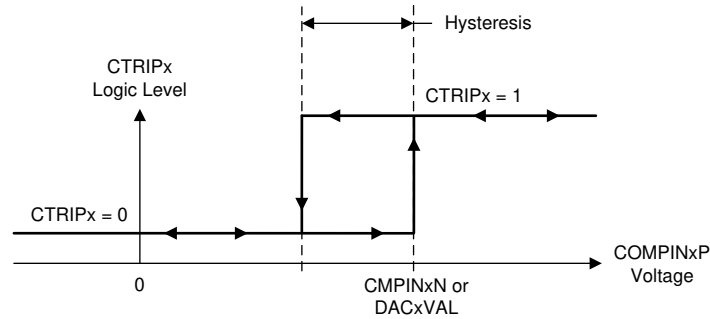 Hysteresis
CTRIPx
Logic Level
CTRIPx = 1
CTRIPx = 0
COMPINxP
Voltage
0
CMPINxN or
DACxVAL